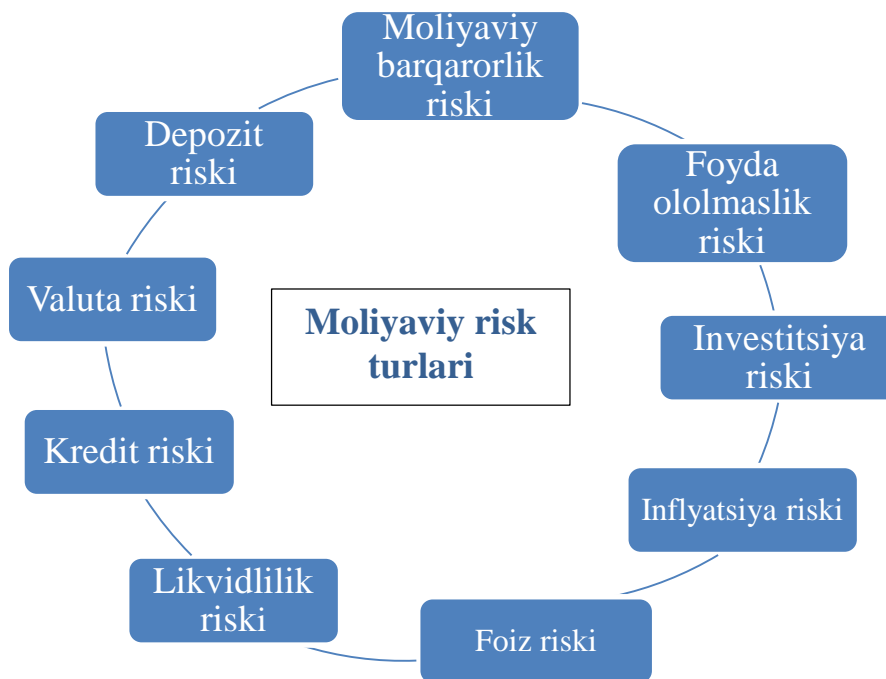 Moliyaviy
barqarorlik
riski
Foyda
ololmaslik
riski
Investitsiya
riski
Inflyatsiya riski
Foiz riski
Likvidlilik
riski
Kredit riski
Valuta riski
Depozit
riski
Moliyaviy risk
turlari